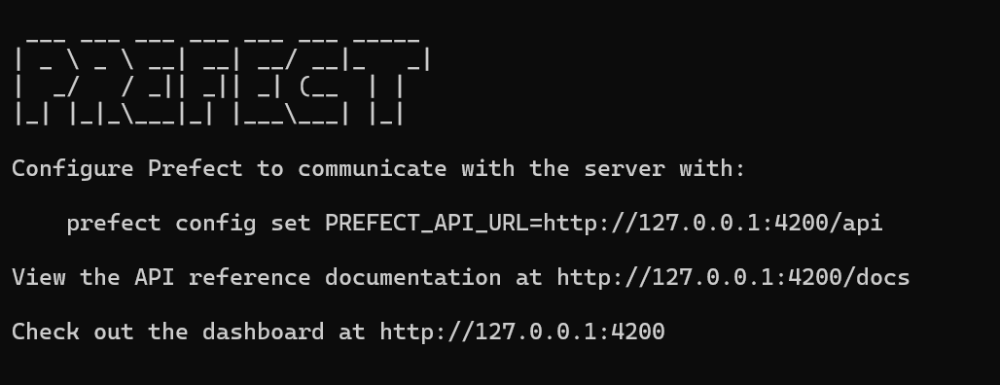 ___ ___ ___ ___ ___ ___ _____
| _ \ _ \ __| __| __/ __|_   _|
|  _/   / _|| _|| _| (__  | |
|_| |_|_\___|_| |___\___| |_|
Configure Prefect to communicate with the server with:
prefect config set PREFECT_API_URL=http://127.0.0.1:4200/api
View the API reference documentation at http://127.0.0.1:4200/docs
Check out the dashboard at http://127.0.0.1:4200